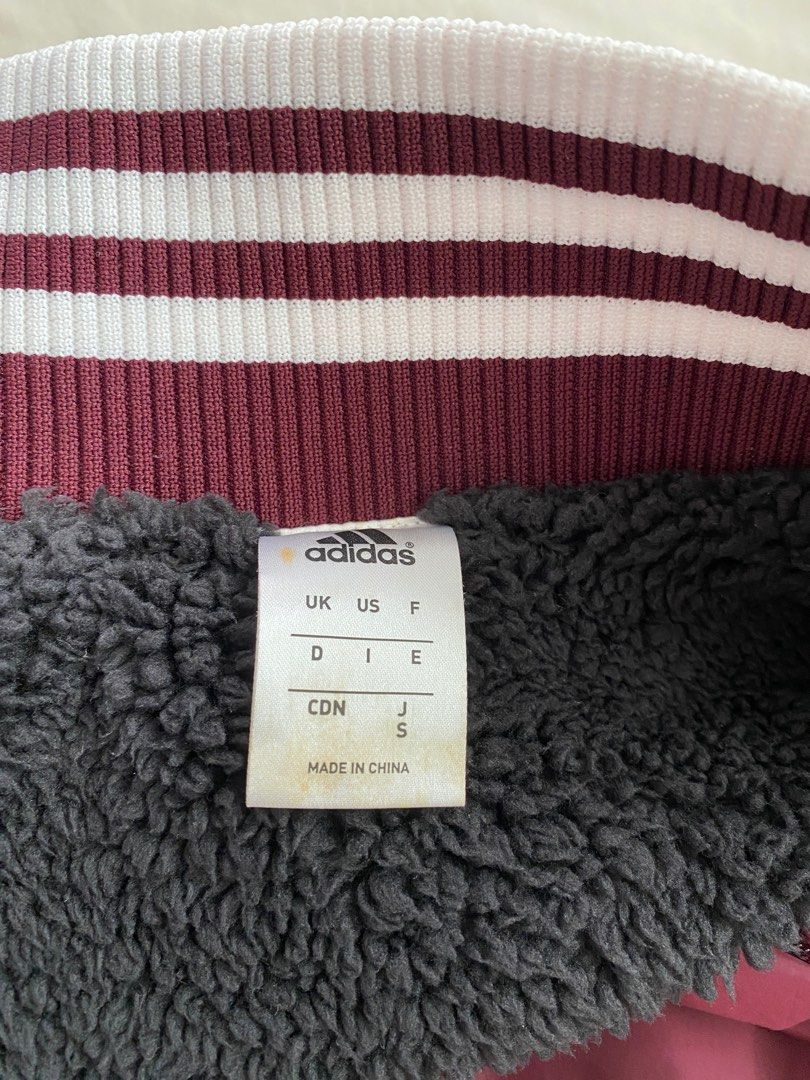 adidas®
UK US F
D I E
CDN J
S
MADE IN CHINA